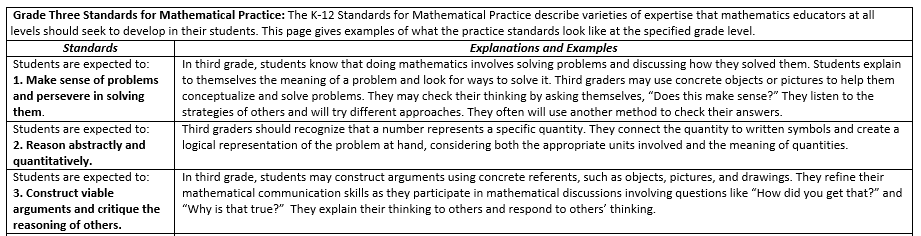 Grade Three Standards for Mathematical Practice: The K-12 Standards for Mathematical Practice describe varieties of expertise that mathematics educators at all
levels should seek to develop in their students. This page gives examples of what the practice standards look like at the specified grade level.
Standards
Explanations and Examples
Students are expected to:
1. Make sense of problems
and persevere in solving
them.
In third grade, students know that doing mathematics involves solving problems and discussing how they solved them. Students explain
to themselves the meaning of a problem and look for ways to solve it. Third graders may use concrete objects or pictures to help them
conceptualize and solve problems. They may check their thinking by asking themselves, “Does this make sense?” They listen to the
strategies of others and will try different approaches. They often will use another method to check their answers.
Students are expected to:
2. Reason abstractly and
quantitatively.
Third graders should recognize that a number represents a specific quantity. They connect the quantity to written symbols and create a
logical representation of the problem at hand, considering both the appropriate units involved and the meaning of quantities.
Students are expected to:
3. Construct viable
arguments and critique the
reasoning of others.
In third grade, students may construct arguments using concrete referents, such as objects, pictures, and drawings. They refine their
mathematical communication skills as they participate in mathematical discussions involving questions like “How did you get that?” and
“Why is that true?” They explain their thinking to others and respond to others’ thinking.